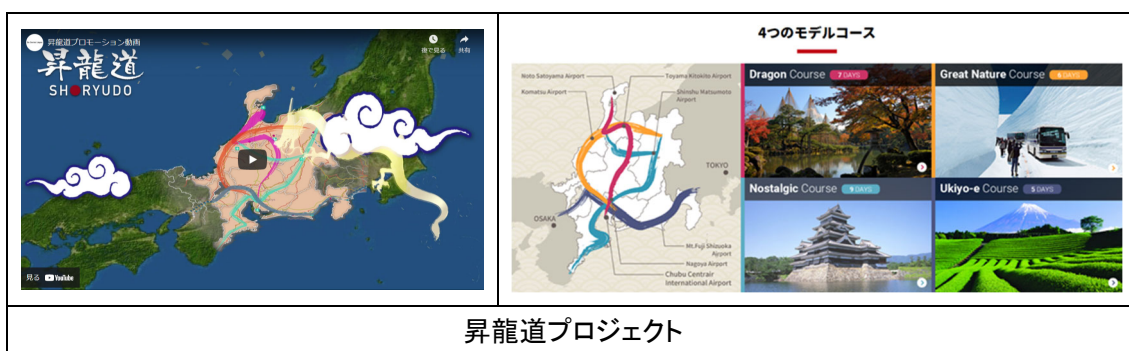 昇龍道プロモーション動画
後で見る
共有
昇龍道
SHORYUDO
見る YouTube
4つのモデルコース
Noto Satoyama Airport
Toyama Kitokito Airport
Komatsu Airport
Shinshu Matsumoto
Airport
TOKYO
OSAKA
Mt.Fuji Shizuoka
Airport
Nagoya Airport
Chubu Centrair
International Airport
Dragon Course 7 DAYS
Great Nature Course 6 DAYS
Nostalgic Course 9 DAYS
Ukiyo-e Course 5 DAYS
昇龍道プロジェクト